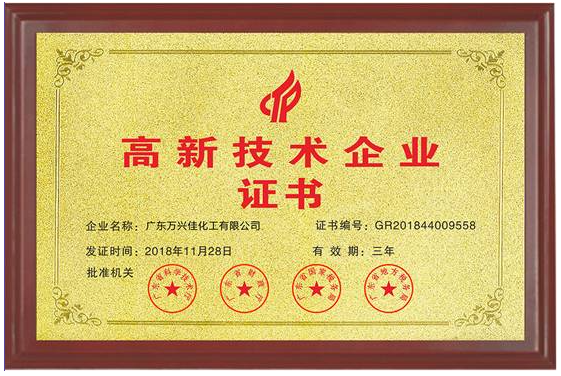 高新技术企业
证书
企业名称：广东万兴佳化工有限公司 证书编号：GR201844009558
发证时间：2018年11月28日 有效期：三年
批准机关
广东省科学技术厅
广东省财政厅
广东省国家税务局
广东省地方税务局